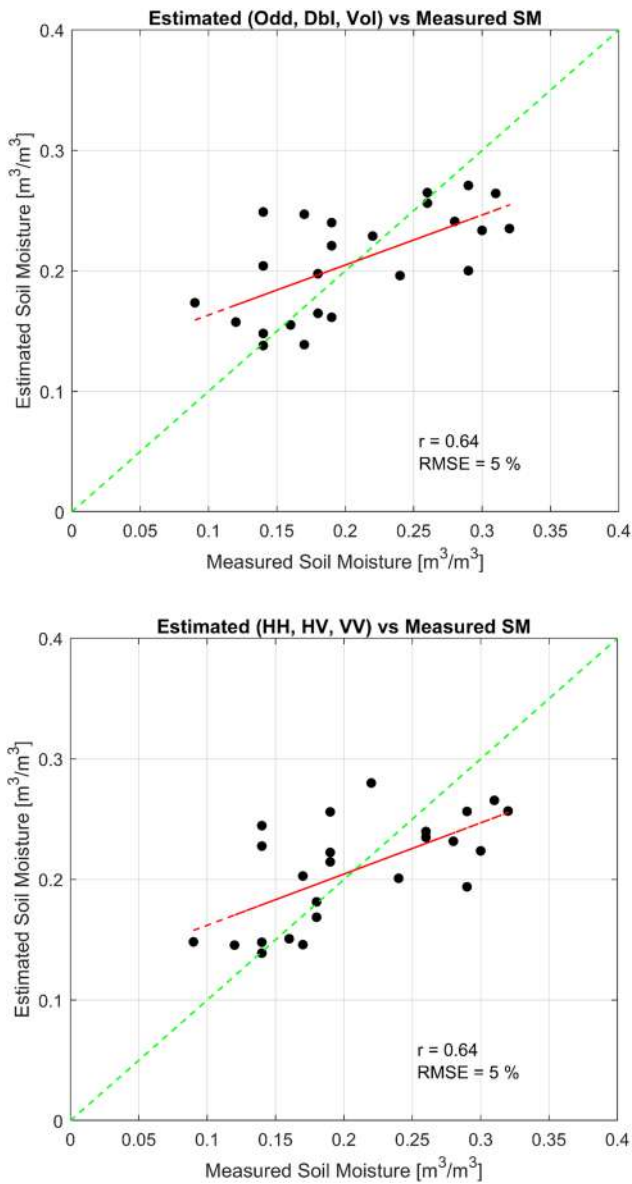 Estimated (Odd, Dbl, Vol) vs Measured SM
0.4
0.3
0.2
0.1
0
Estimated Soil Moisture [m³/m³]
r = 0.64
RMSE = 5 %
0 0.05 0.1 0.15 0.2 0.25 0.3 0.35 0.4
Measured Soil Moisture [m³/m³]
Estimated (HH, HV, VV) vs Measured SM
0.4
0.3
0.2
0.1
0
Estimated Soil Moisture [m³/m³]
r = 0.64
RMSE = 5 %
0 0.05 0.1 0.15 0.2 0.25 0.3 0.35 0.4
Measured Soil Moisture [m³/m³]